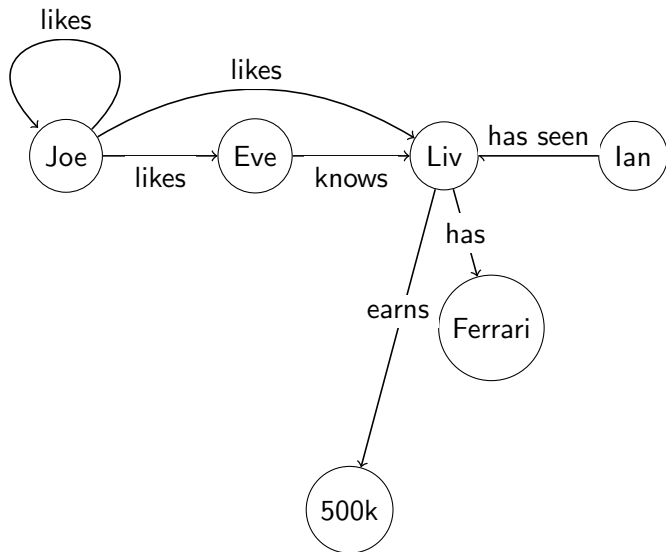 likes
likes
Joe
likes
Eve
knows
Liv
has seen
Ian
has
earns
Ferrari
500k